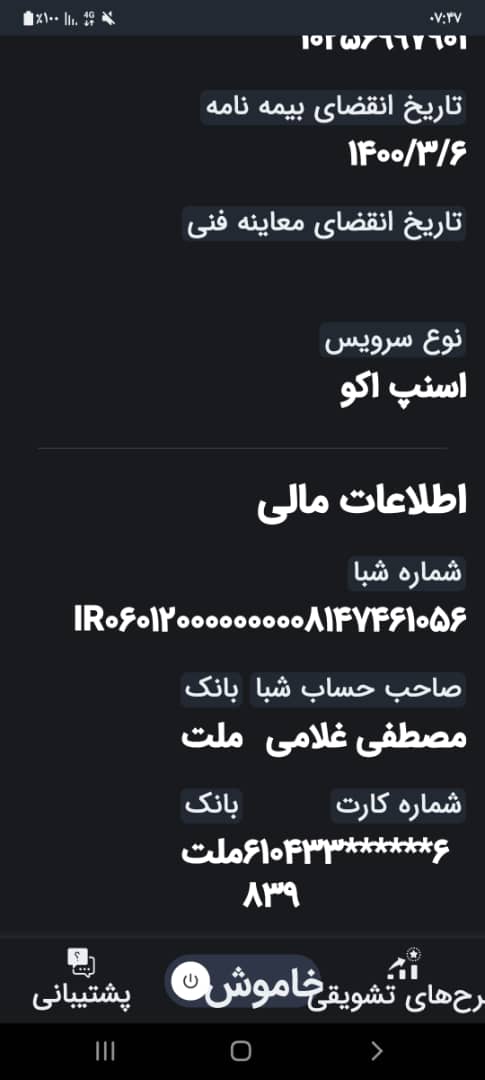 ٪۱۰۰ 4G ۰۷:۴۷
تاریخ انقضای بیمه نامه
۱۴۰۰/۳/۶
تاریخ انقضای معاینه فنی
نوع سرویس
اسنپ اکو
اطلاعات مالی
شماره شبا
IR۰۶۰۱۲۰۰۰۰۰۰۰۰۰۰۸۱۴۷۴۶۱۰۵۶
صاحب حساب شبا بانک
مصطفی غلامی ملت
شماره کارت بانک
۶۱۰۴۳۳******۶ ملت
۸۳۹
رح‌های تشویقی خاموش پشتیبانی